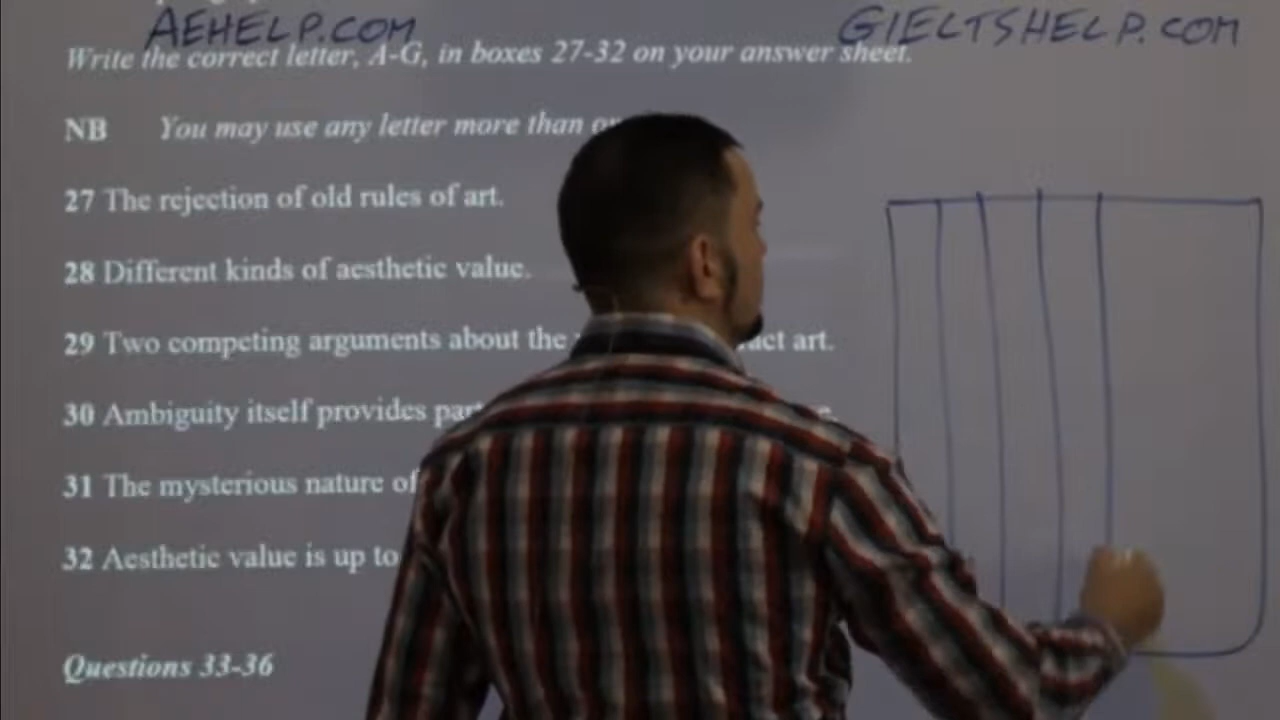 AEHELP.COM GIELTSHELP.COM
Write the correct letter, A-G, in boxes 27-32 on your answer sheet.
NB You may use any letter more than
27 The rejection of old rules of art.
28 Different kinds of aesthetic value.
29 Two competing arguments about the art.
30 Ambiguity itself provides
31 The mysterious nature of
32 Aesthetic value is up to
Questions 33-36